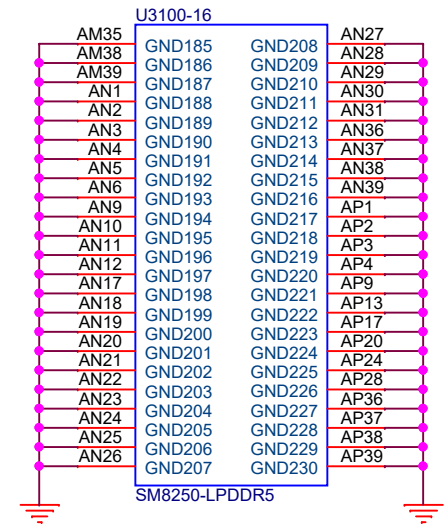 U3100-16
AM35 GND185 GND208 AN27
AM38 GND186 GND209 AN28
AM39 GND187 GND210 AN29
AN1 GND188 GND211 AN30
AN2 GND189 GND212 AN31
AN3 GND190 GND213 AN36
AN4 GND191 GND214 AN37
AN5 GND192 GND215 AN38
AN6 GND193 GND216 AN39
AN9 GND194 GND217 AP1
AN10 GND195 GND218 AP2
AN11 GND196 GND219 AP3
AN12 GND197 GND220 AP4
AN17 GND198 GND221 AP9
AN18 GND199 GND222 AP13
AN19 GND200 GND223 AP17
AN20 GND201 GND224 AP20
AN21 GND202 GND225 AP24
AN22 GND203 GND226 AP28
AN23 GND204 GND227 AP36
AN24 GND205 GND228 AP37
AN25 GND206 GND229 AP38
AN26 GND207 GND230 AP39
SM8250-LPDDR5